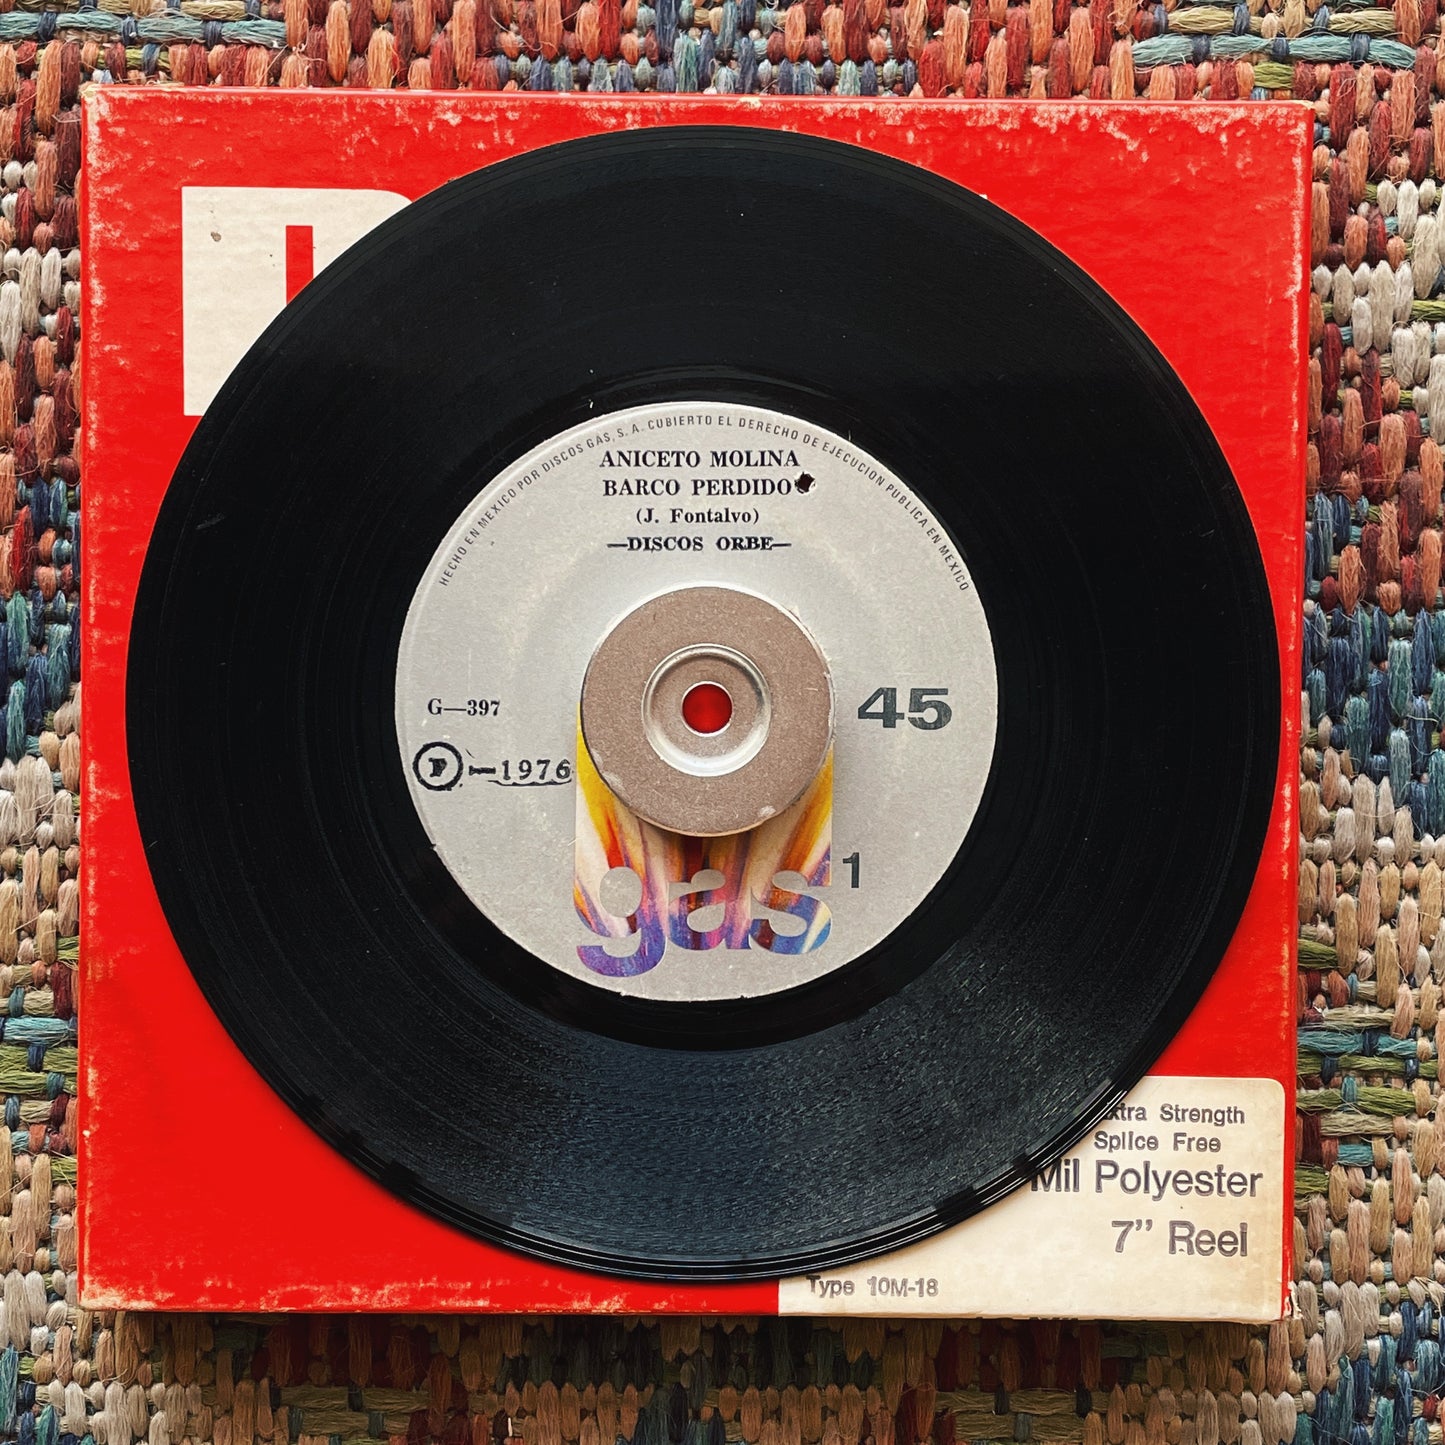 HECHO EN MEXICO POR DISCOS GAS, S. A. CUBIERTO EL DERECHO DE EJECUCION PUBLICA EN MEXICO
ANICETO MOLINA
BARCO PERDIDO
(J. Fontalvo)
—DISCOS ORBE—
G—397
45
P—1976
1
gas
xtra Strength
Splice Free
Mil Polyester
7" Reel
Type 10M-18